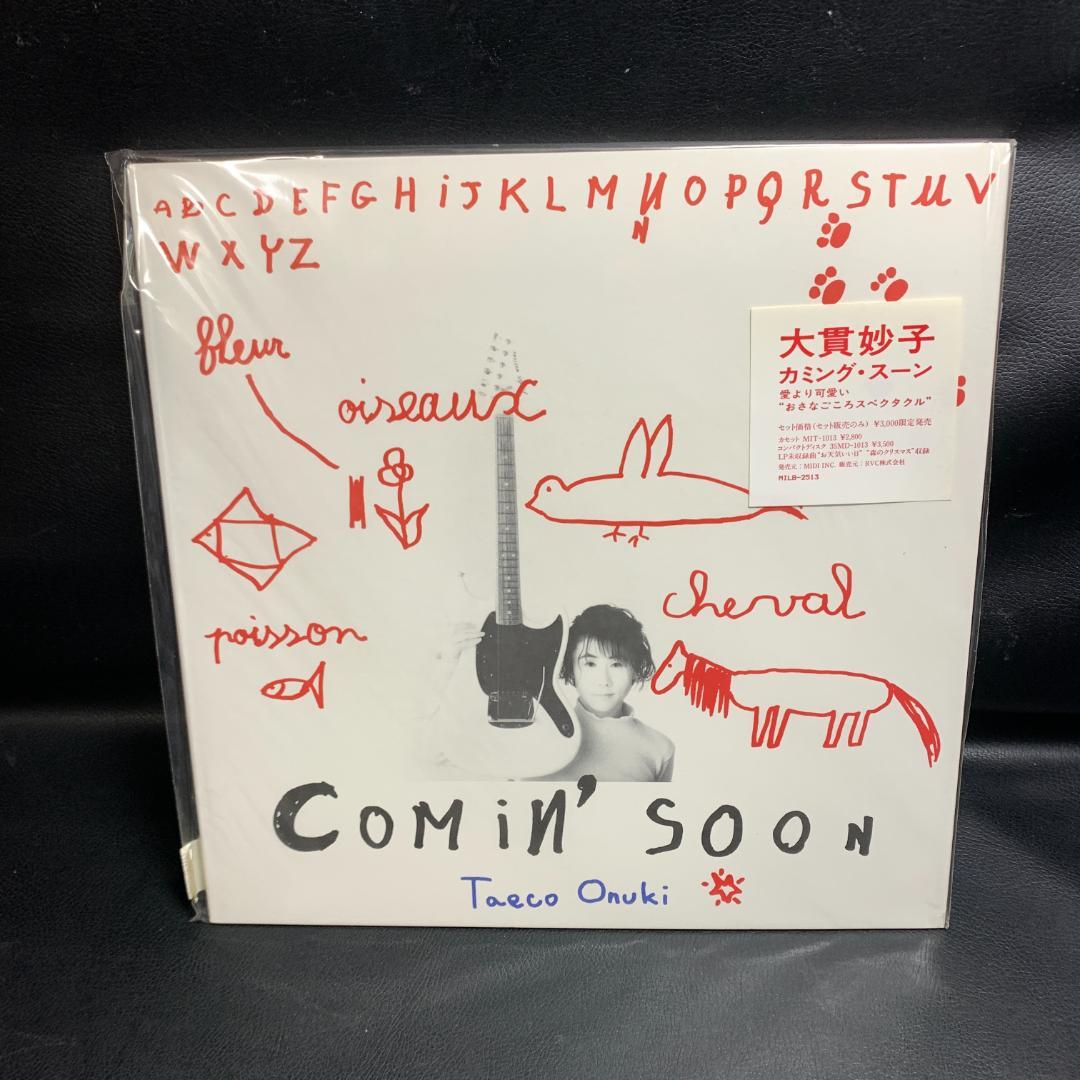 A B C D E F G H i J K L M N O P Q R S T U V
N
W X Y Z
fleur
oiseaux
大貫妙子
カミング・スーン
愛より可愛い
“おさなごころスペクタクル”
セット価格(セット販売のみ) ¥3,000限定発売
カセット MIT-1013 ¥2,800
コンパクトディスク 35MD-1013 ¥3,500
LP未収録曲“お天気いい日” “森のクリスマス”収録
発売元:MIDI INC. 販売元:RVC株式会社
MILB-2513
cheval
poisson
COMiN' SOON
Taeco Onuki